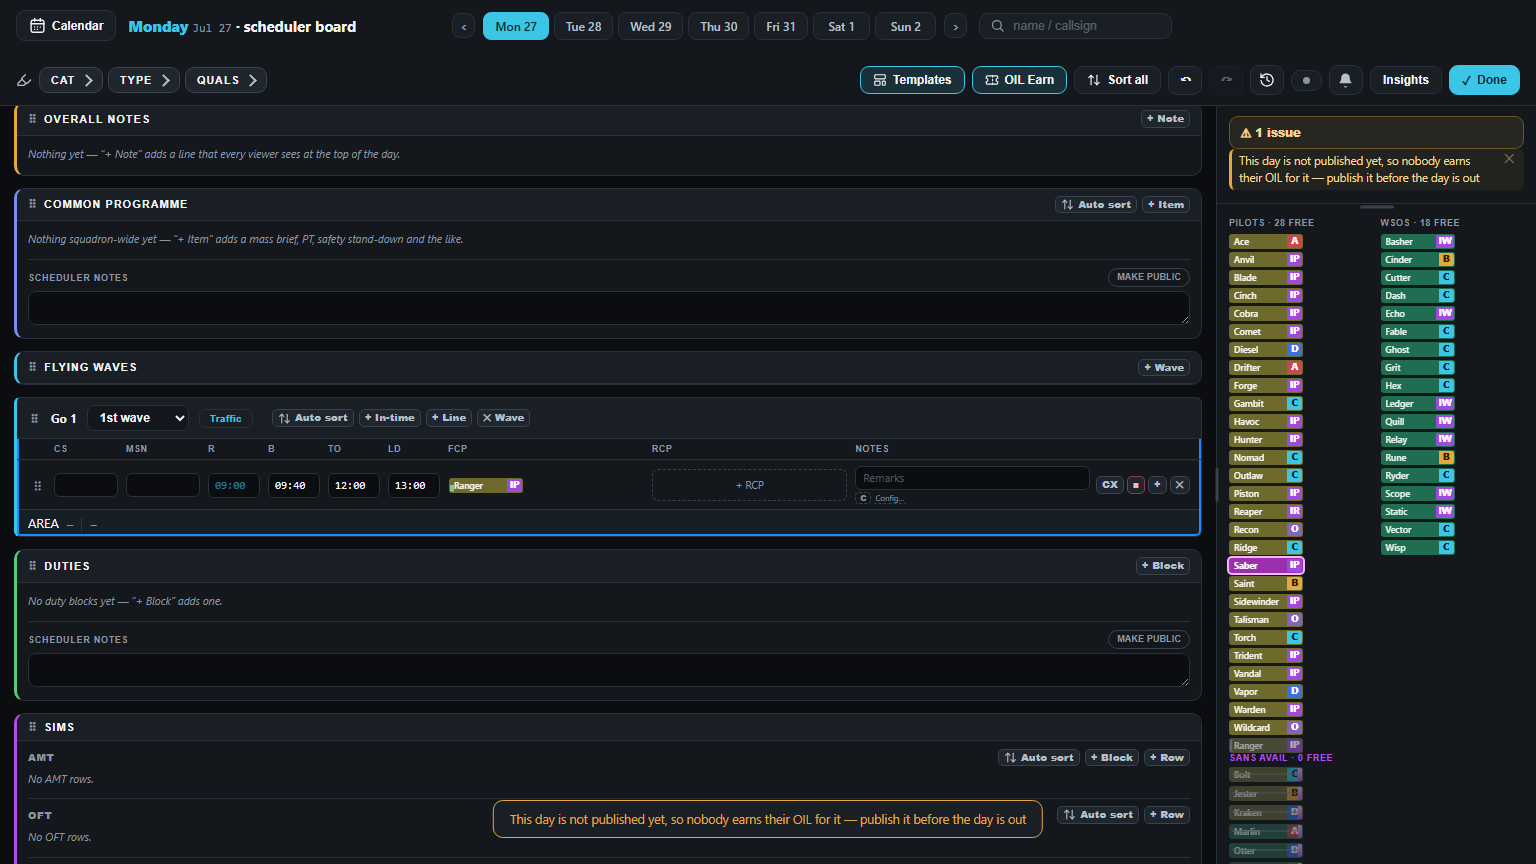 Calendar
Monday Jul 27 · scheduler board
‹ Mon 27 Tue 28 Wed 29 Thu 30 Fri 31 Sat 1 Sun 2 ›
name / callsign
CAT TYPE QUALS
Templates OIL Earn Sort all Insights ✓ Done
OVERALL NOTES + Note
Nothing yet — "+ Note" adds a line that every viewer sees at the top of the day.
COMMON PROGRAMME Auto sort + Item
Nothing squadron-wide yet — "+ Item" adds a mass brief, PT, safety stand-down and the like.
SCHEDULER NOTES MAKE PUBLIC
FLYING WAVES + Wave
Go 1 1st wave Traffic Auto sort + In-time + Line × Wave
CS MSN R B TO LD FCP RCP NOTES
09:00 09:40 12:00 13:00 Ranger IP + RCP Remarks CX + ×
C Config...
AREA – –
DUTIES + Block
No duty blocks yet — "+ Block" adds one.
SCHEDULER NOTES MAKE PUBLIC
SIMS
AMT Auto sort + Block + Row
No AMT rows.
OFT Auto sort + Row
No OFT rows.
This day is not published yet, so nobody earns their OIL for it — publish it before the day is out
⚠ 1 issue
This day is not published yet, so nobody earns
their OIL for it — publish it before the day is out
PILOTS · 28 FREE
Ace A
Anvil IP
Blade IP
Cinch IP
Cobra IP
Comet IP
Diesel D
Drifter A
Forge IP
Gambit C
Havoc IP
Hunter IP
Nomad C
Outlaw C
Piston IP
Reaper IR
Recon O
Ridge C
Saber IP
Saint B
Sidewinder IP
Talisman O
Torch C
Trident IP
Vandal IP
Vapor D
Warden IP
Wildcard O
Ranger IP
SANS AVAIL · 0 FREE
Bolt C
Jester B
Kraken D
Marlin A
Otter D
WSOS · 18 FREE
Basher IW
Cinder B
Cutter C
Dash C
Echo IW
Fable C
Ghost C
Grit C
Hex C
Ledger IW
Quill IW
Relay IW
Rune B
Ryder C
Scope IW
Static IW
Vector C
Wisp C